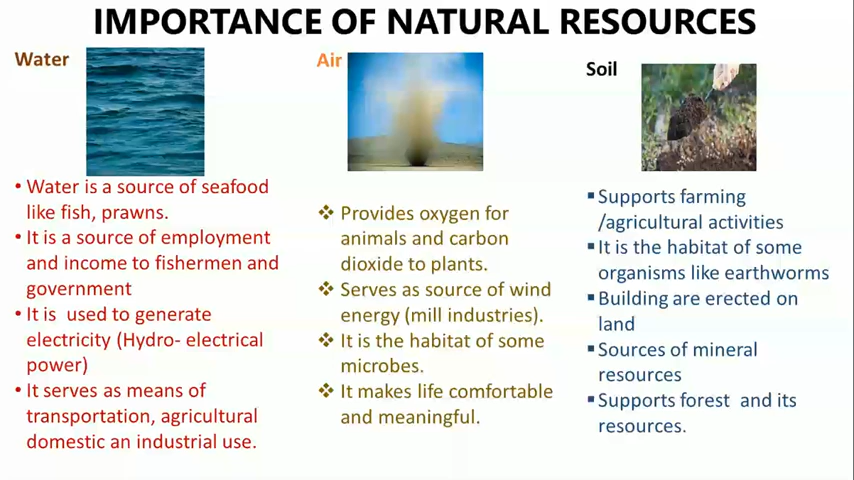 IMPORTANCE OF NATURAL RESOURCES
Water
• Water is a source of seafood
like fish, prawns.
• It is a source of employment
and income to fishermen and
government
• It is  used to generate
electricity (Hydro- electrical
power)
• It serves as means of
transportation, agricultural
domestic an industrial use.
Air
❖ Provides oxygen for
animals and carbon
dioxide to plants.
❖ Serves as source of wind
energy (mill industries).
❖ It is the habitat of some
microbes.
❖ It makes life comfortable
and meaningful.
Soil
▪ Supports farming
/agricultural activities
▪ It is the habitat of some
organisms like earthworms
▪ Building are erected on
land
▪ Sources of mineral
resources
▪ Supports forest  and its
resources.